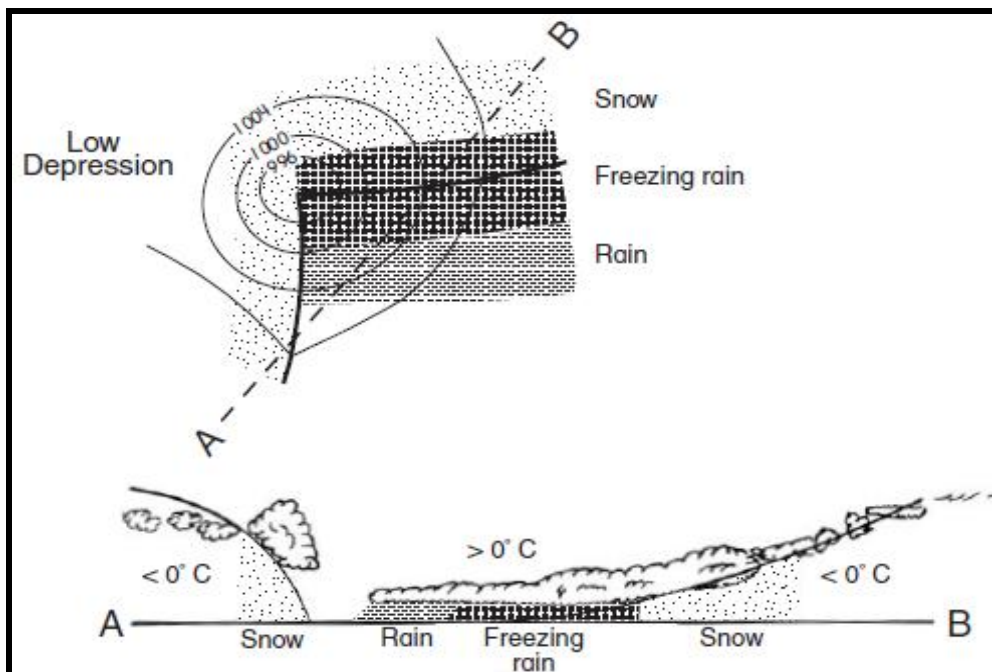 B
Snow
1004
Low
Depression
1000
996
Freezing rain
Rain
A
> 0° C
< 0° C
< 0° C
A
B
Snow
Rain
Freezing
rain
Snow